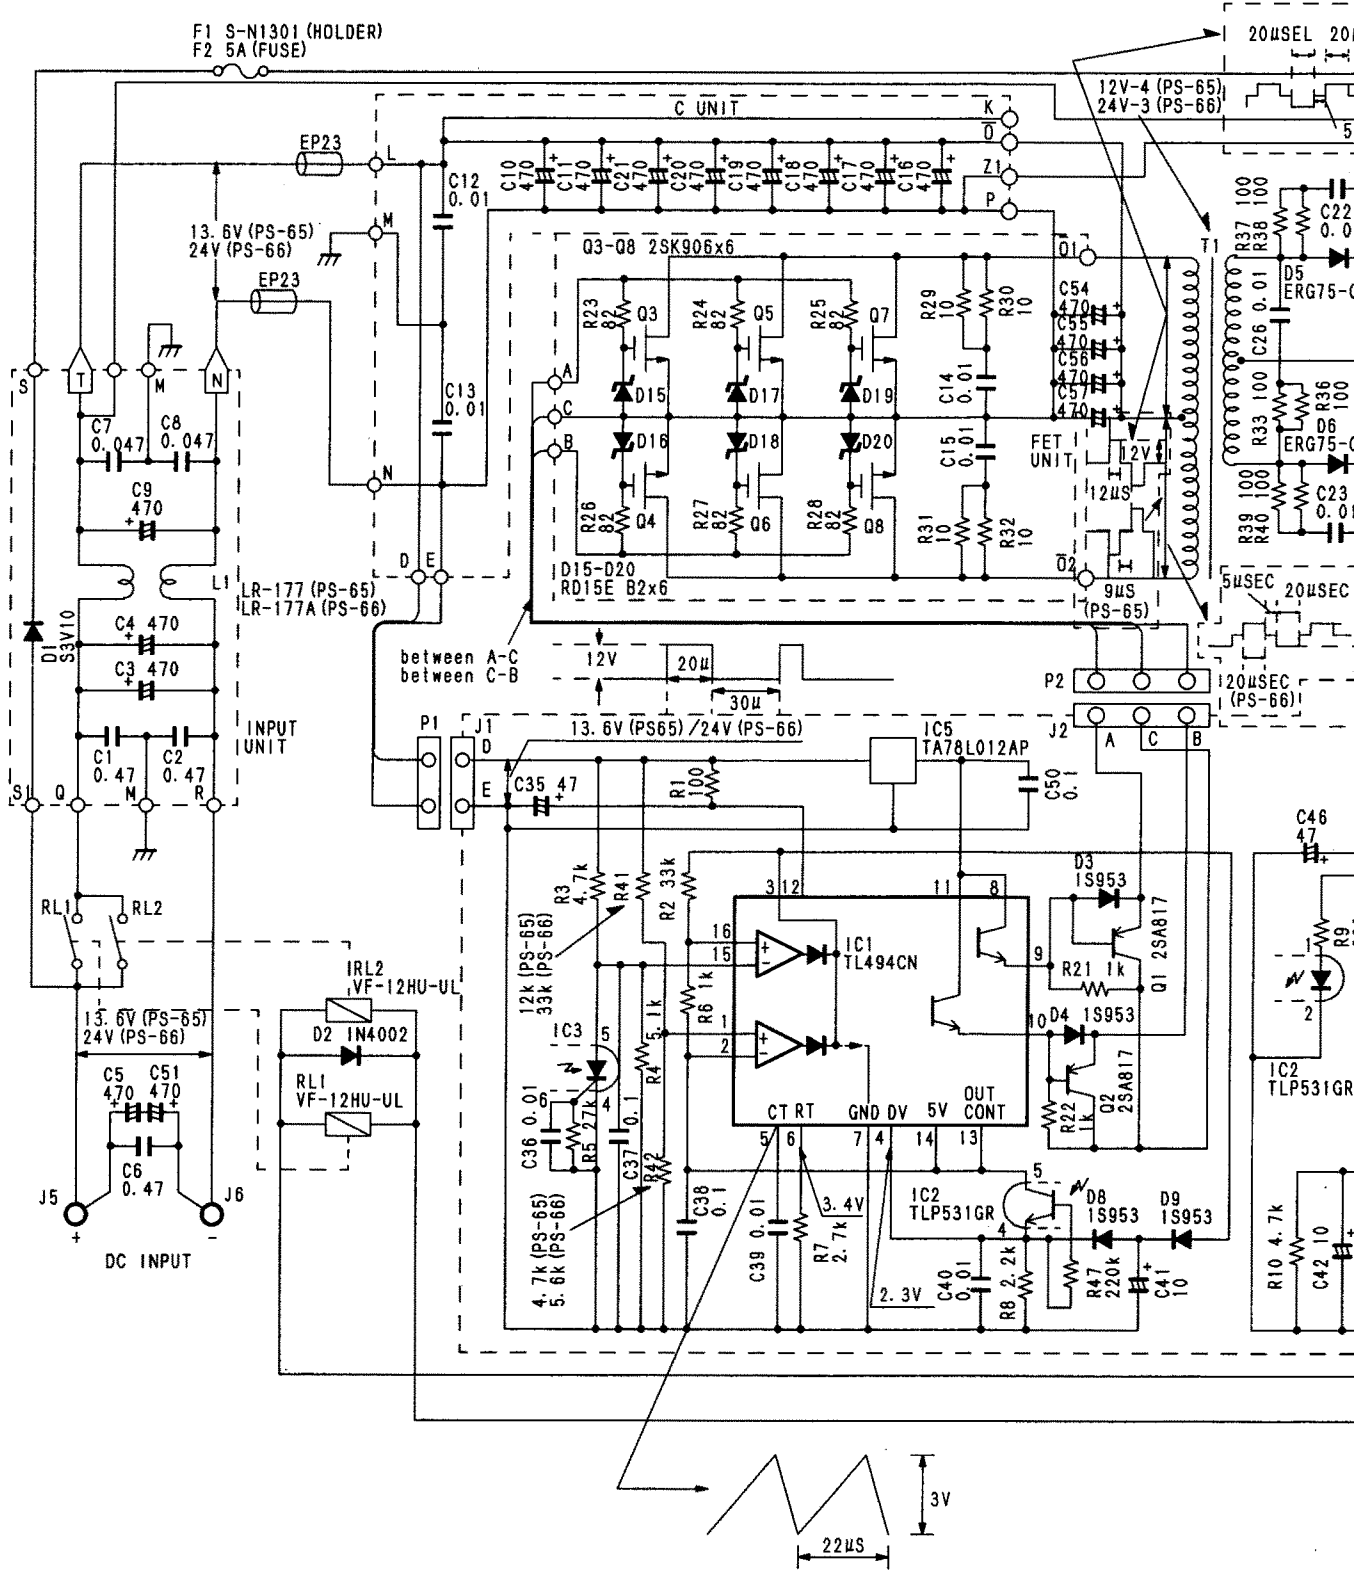 F1 S-N1301 (HOLDER)
F2 5A (FUSE)
20µSEL
12V-4 (PS-65)
24V-3 (PS-66)
5
C UNIT
K
O
Z1
P
L
M
N
EP23
EP23
13.6V (PS-65)
24V (PS-66)
C12
0.01
C13
0.01
C10
470
C11
470
C21
470
C20
470
C19
470
C18
470
C17
470
C16
470
Q3-Q8 2SK906x6
R23
82
Q3
R24
82
Q5
R25
82
Q7
R29
10
R30
10
O1
C54
470
C55
470
C56
470
C57
470
T1
R37 100
R38 100
C22
D5
C26 0.01
R33 100
R36
100
D6
R39 100
R40 100
C23
0.01
A
C
B
D15
D17
D19
D16
D18
D20
C14
0.01
C15
0.01
FET
UNIT
12V
12µS
9µS
(PS-65)
R26
82
Q4
R27
82
Q6
R28
82
Q8
R31
10
R32
10
O2
D15-D20
RD15E B2x6
S
T
M
N
C7
0.047
C8
0.047
C9
470
L1
LR-177 (PS-65)
LR-177A (PS-66)
C4 470
C3 470
D1
S3V10
INPUT
UNIT
C1
0.47
C2
0.47
S1
Q
M
R
D
E
between A-C
between C-B
12V
20µ
30µ
5µSEC
20µSEC
20µSEC
(PS-66)
P2
J2
A
C
B
P1
J1
D
E
13.6V (PS65) /24V (PS-66)
IC5
TA78L012AP
C35 47
R1
100
C50
0.1
C46
47
RL1
RL2
R3
4.7k
R41
12k (PS-65)
33k (PS-66)
R2 33k
3
12
11
8
16
15
1
2
IC1
TL494CN
9
10
D3
1S953
Q1 2SA817
R21 1k
D4
1S953
R22
1k
Q2
2SA817
R9
1
2
IC2
TLP531GR
R6 1k
R4
5.1k
IRL2
VF-12HU-UL
D2 1N4002
RL1
VF-12HU-UL
13.6V (PS-65)
24V (PS-66)
C5
470
C51
470
C6
0.47
J5
+
J6
-
DC INPUT
IC3
5
6
4
C36 0.01
R5 27k
C37
0.1
R42
4.7k (PS-65)
5.6k (PS-66)
C38
0.1
CT
RT
GND
DV
5V
OUT
CONT
5
6
7
4
14
13
C39 0.01
R7
2.7k
3.4V
2.3V
IC2
TLP531GR
5
4
C40
0.01
R8 2.2k
R47
220k
D8
1S953
D9
1S953
C41
10
R10 4.7k
C42 10
3V
22µS